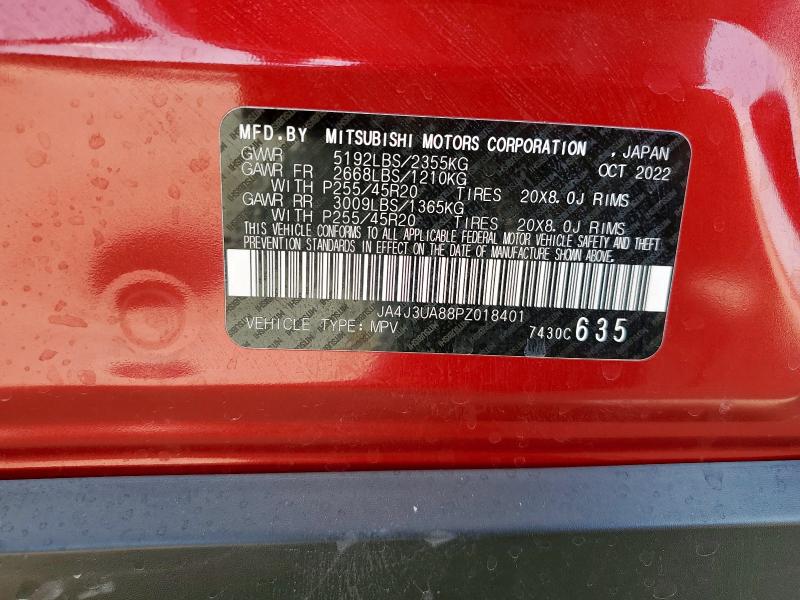 MFD.BY MITSUBISHI MOTORS CORPORATION , JAPAN
GVWR 5192LBS/2355KG OCT 2022
GAWR FR 2668LBS/1210KG
WITH P255/45R20 TIRES 20X8.0J RIMS
GAWR RR 3009LBS/1365KG
WITH P255/45R20 TIRES 20X8.0J RIMS
THIS VEHICLE CONFORMS TO ALL APPLICABLE FEDERAL MOTOR VEHICLE SAFETY AND THEFT
PREVENTION STANDARDS IN EFFECT ON THE DATE OF MANUFACTURE SHOWN ABOVE.
JA4J3UA88PZ018401
VEHICLE TYPE: MPV 7430C 635